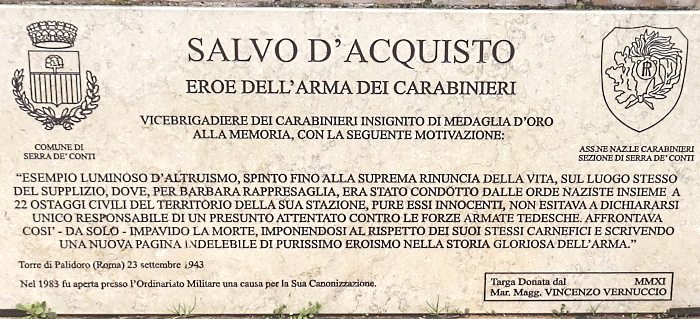 SALVO D'ACQUISTO
EROE DELL'ARMA DEI CARABINIERI
VICEBRIGADIERE DEI CARABINIERI INSIGNITO DI MEDAGLIA D'ORO
ALLA MEMORIA, CON LA SEGUENTE MOTIVAZIONE:
COMUNE DI
SERRA DE' CONTI
RI
ASS.NE NAZ.LE CARABINIERI
SEZIONE DI SERRA DE' CONTI
“ESEMPIO LUMINOSO D'ALTRUISMO, SPINTO FINO ALLA SUPREMA RINUNCIA DELLA VITA, SUL LUOGO STESSO
DEL SUPPLIZIO, DOVE, PER BARBARA RAPPRESAGLIA, ERA STATO CONDOTTO DALLE ORDE NAZISTE INSIEME A
22 OSTAGGI CIVILI DEL TERRITORIO DELLA SUA STAZIONE, PURE ESSI INNOCENTI, NON ESITAVA A DICHIARARSI
UNICO RESPONSABILE DI UN PRESUNTO ATTENTATO CONTRO LE FORZE ARMATE TEDESCHE. AFFRONTAVA
COSI' - DA SOLO - IMPAVIDO LA MORTE, IMPONENDOSI AL RISPETTO DEI SUOI STESSI CARNEFICI E SCRIVENDO
UNA NUOVA PAGINA INDELEBILE DI PURISSIMO EROISMO NELLA STORIA GLORIOSA DELL'ARMA.”
Torre di Palidoro (Roma) 23 settembre 1943
Nel 1983 fu aperta presso l'Ordinariato Militare una causa per la Sua Canonizzazione.
Targa Donata dal MMXI
Mar. Magg. VINCENZO VERNUCCIO